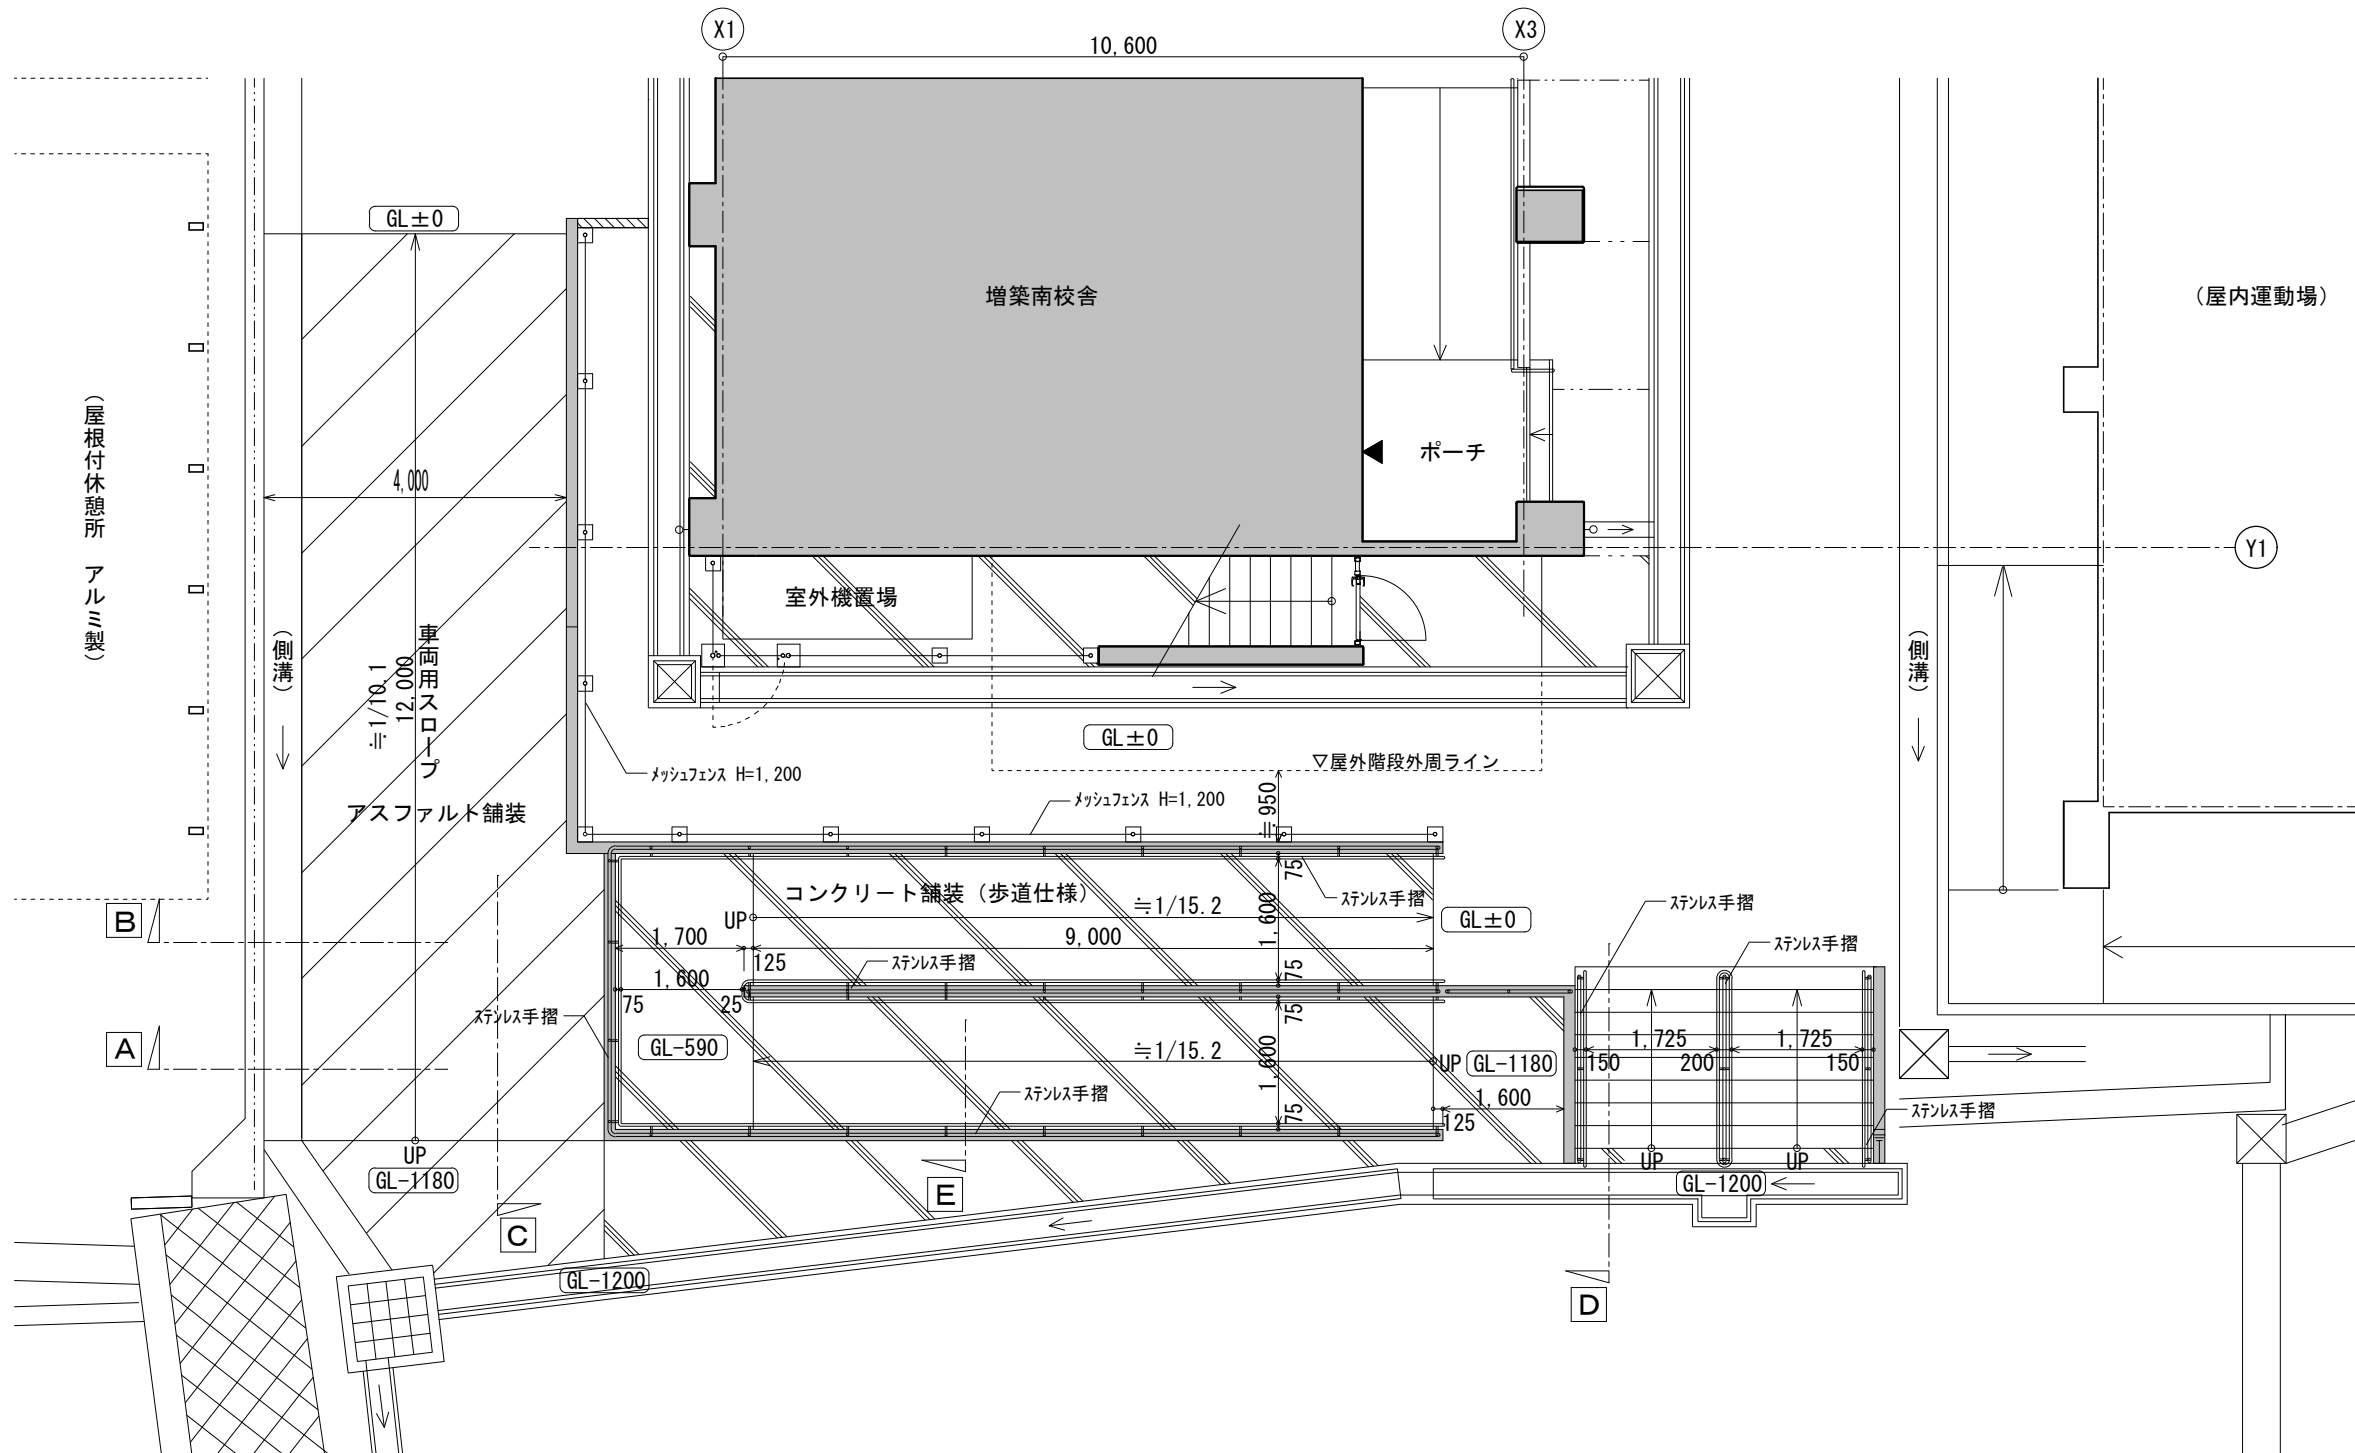 X1
X3
10,600
GL±0
増築南校舎
（屋内運動場）
ポーチ
4,000
（屋根付休憩所　アルミ製）
Y1
室外機置場
（側溝）
車両用スロープ
12,000
≒1/10.1
（側溝）
GL±0
▽屋外階段外周ライン
メッシュフェンス H=1,200
メッシュフェンス H=1,200
≒950
アスファルト舗装
75
コンクリート舗装（歩道仕様）
ステンレス手摺
≒1/15.2
1,600
UP
GL±0
ステンレス手摺
B
1,700
9,000
125
ステンレス手摺
75
ステンレス手摺
1,600
75
25
75
ステンレス手摺
A
GL-590
≒1/15.2
1,600
UP
GL-1180
1,725
1,725
150
200
150
ステンレス手摺
75
1,600
125
ステンレス手摺
UP
GL-1180
UP
UP
GL-1200
E
C
GL-1200
D